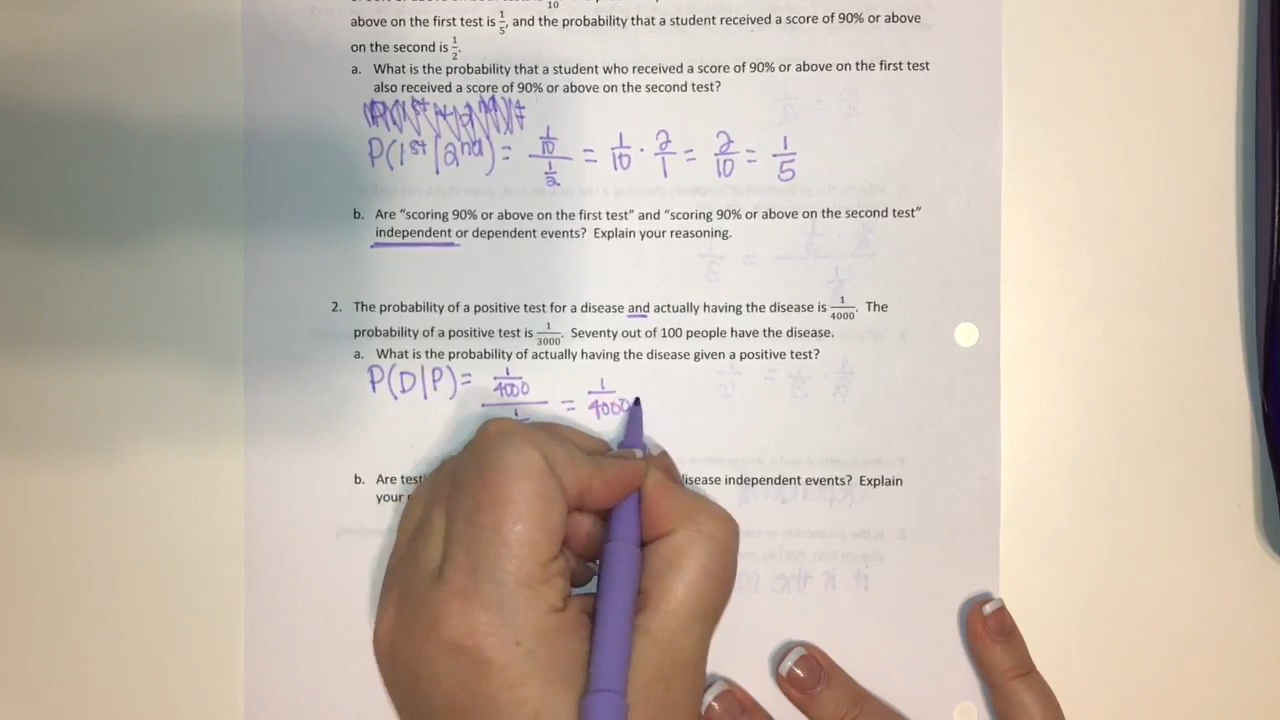 10
above on the first test is 1/5, and the probability that a student received a score of 90% or above
on the second is 1/2.
a. What is the probability that a student who received a score of 90% or above on the first test
also received a score of 90% or above on the second test?
P(1st|2nd) = 1/10 / 1/2 = 1/10 · 2/1 = 2/10 = 1/5
b. Are “scoring 90% or above on the first test” and “scoring 90% or above on the second test”
independent or dependent events? Explain your reasoning.
2. The probability of a positive test for a disease and actually having the disease is 1/4000. The
probability of a positive test is 1/3000. Seventy out of 100 people have the disease.
a. What is the probability of actually having the disease given a positive test?
P(D|P) = 1/4000 / 1 = 1/4000
b. Are disease independent events? Explain
your